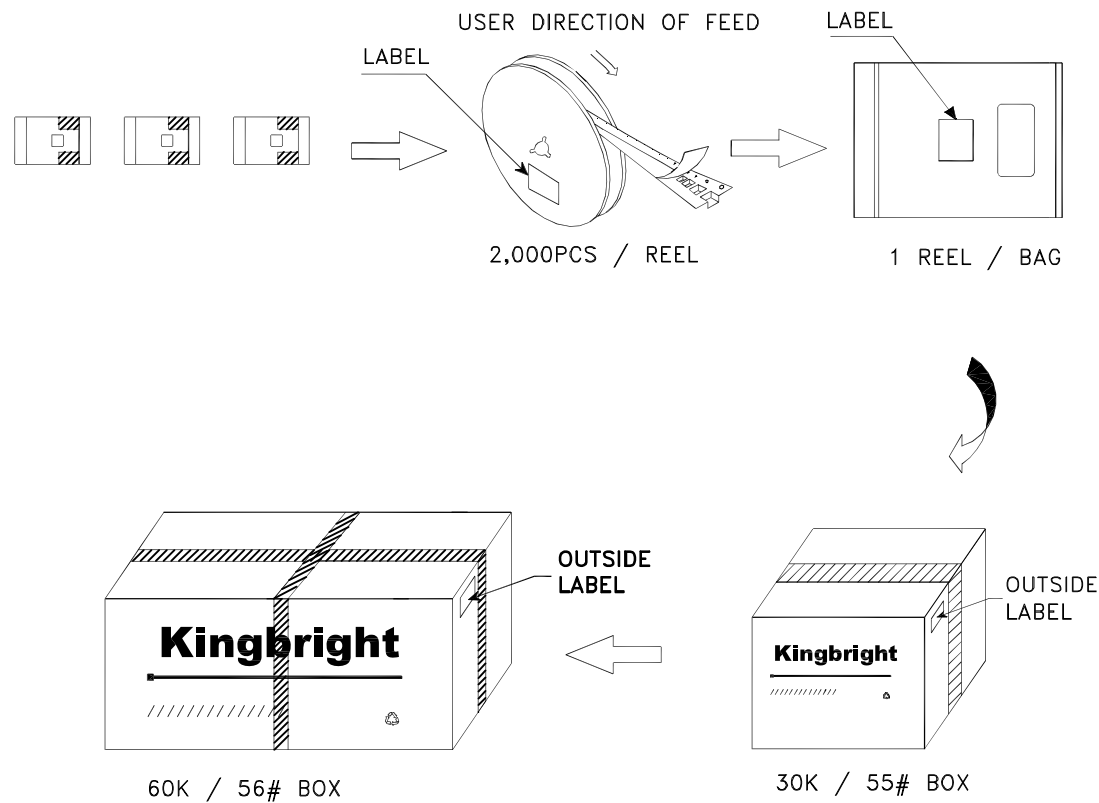 USER DIRECTION OF FEED
LABEL
LABEL
2,000PCS / REEL
1 REEL / BAG
OUTSIDE
LABEL
Kingbright
60K / 56# BOX
OUTSIDE
LABEL
Kingbright
30K / 55# BOX